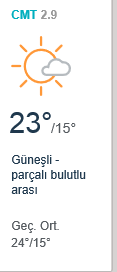 CMT 2.9
23°/15°
Güneşli -
parçalı bulutlu
arası
Geç. Ort.
24°/15°